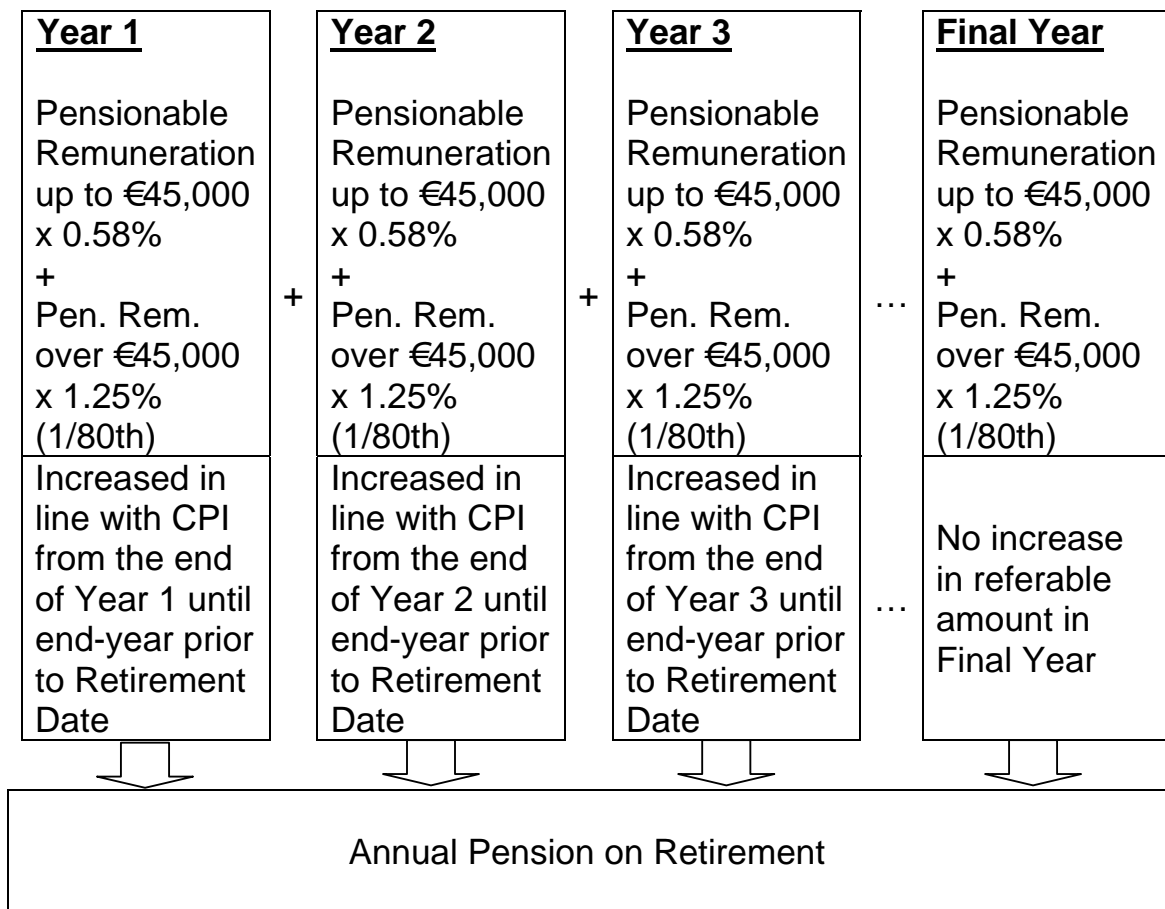 Year 1
Pensionable
Remuneration
up to €45,000
x 0.58%
+
Pen. Rem.
over €45,000
x 1.25%
(1/80th)
Increased in
line with CPI
from the end
of Year 1 until
end-year prior
to Retirement
Date
+
Year 2
Pensionable
Remuneration
up to €45,000
x 0.58%
+
Pen. Rem.
over €45,000
x 1.25%
(1/80th)
Increased in
line with CPI
from the end
of Year 2 until
end-year prior
to Retirement
Date
+
Year 3
Pensionable
Remuneration
up to €45,000
x 0.58%
+
Pen. Rem.
over €45,000
x 1.25%
(1/80th)
Increased in
line with CPI
from the end
of Year 3 until
end-year prior
to Retirement
Date
…
…
Final Year
Pensionable
Remuneration
up to €45,000
x 0.58%
+
Pen. Rem.
over €45,000
x 1.25%
(1/80th)
No increase
in referable
amount in
Final Year
Annual Pension on Retirement